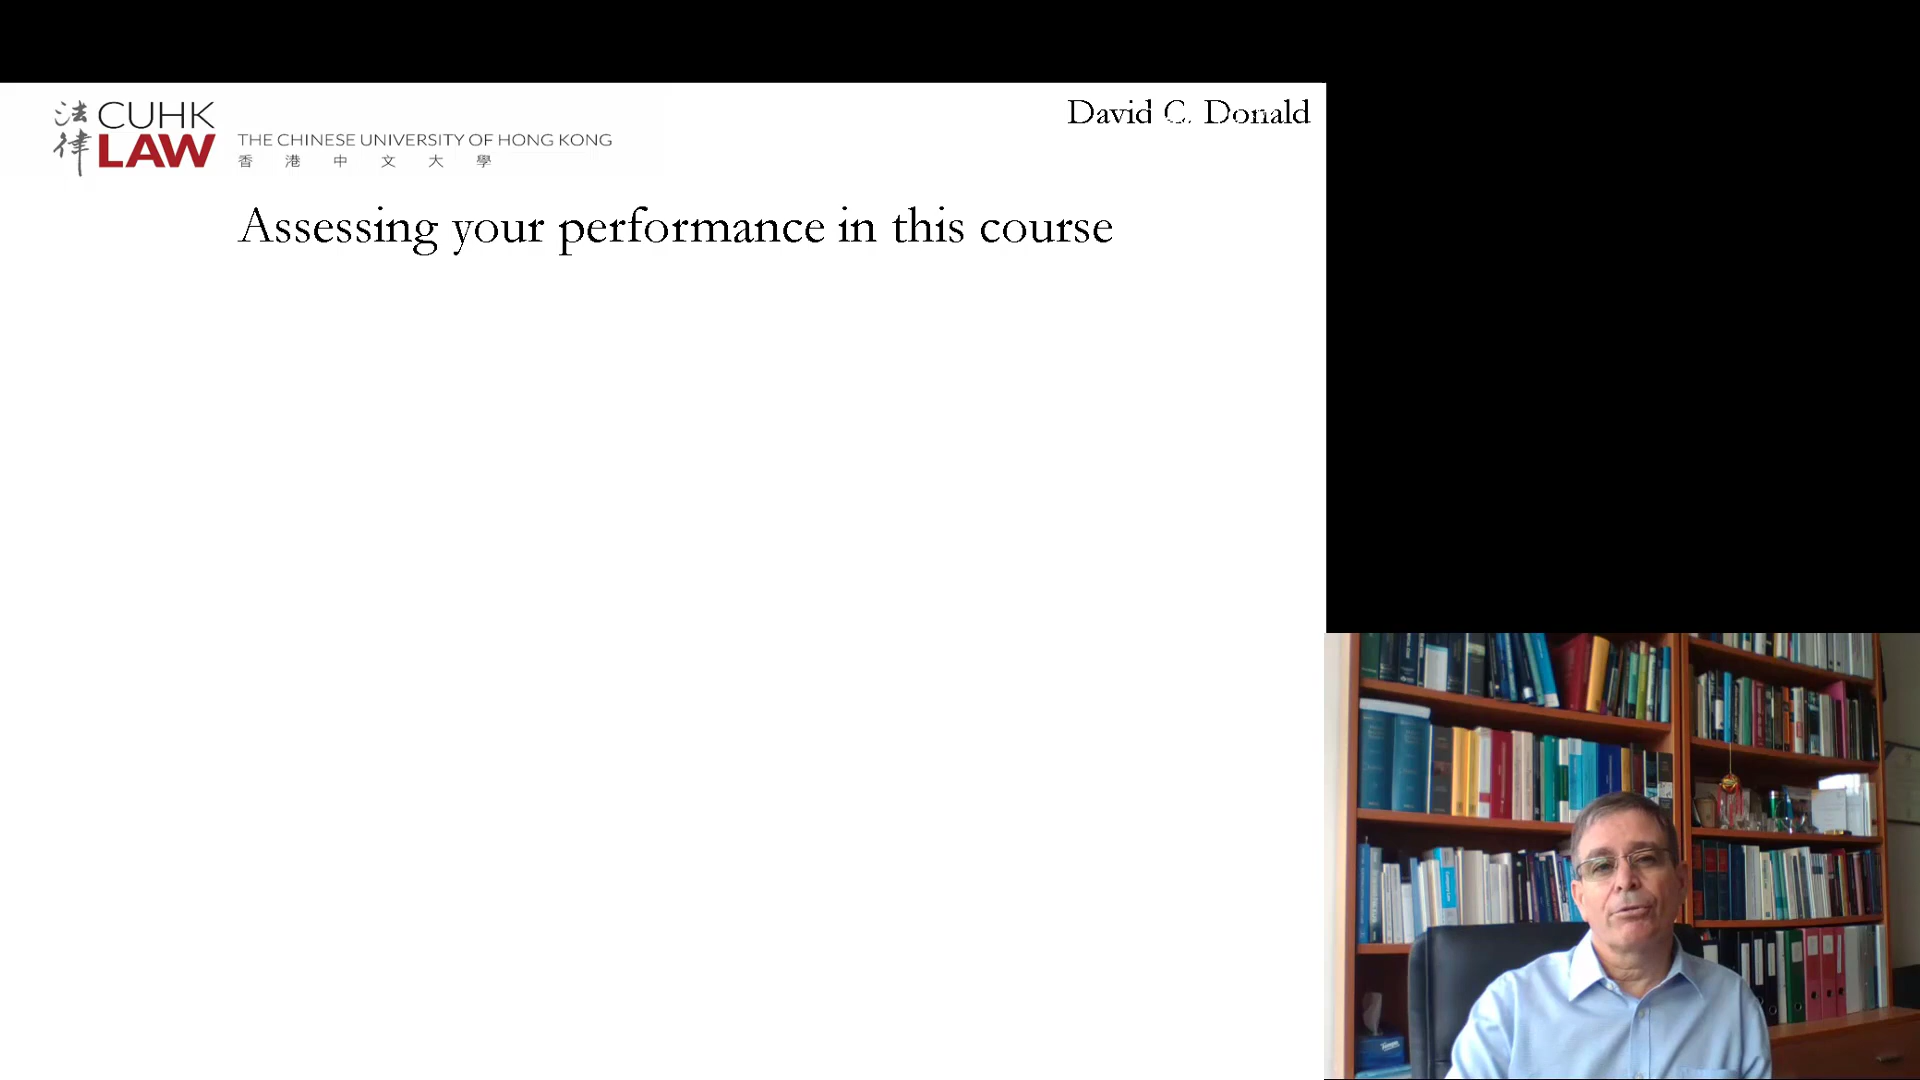 法律 CUHK LAW
THE CHINESE UNIVERSITY OF HONG KONG
香港中文大學
David C. Donald
Assessing your performance in this course